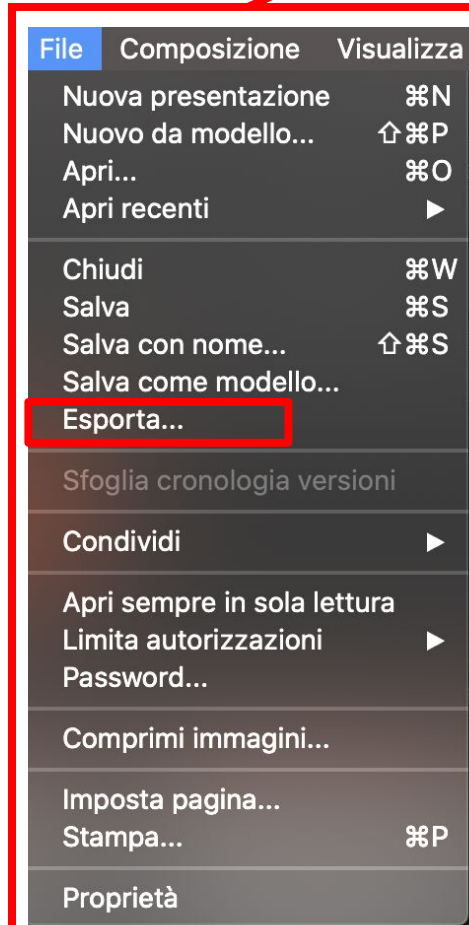 File Composizione Visualizza
Nuova presentazione ⌘N
Nuovo da modello... ⇧⌘P
Apri... ⌘O
Apri recenti ▶
Chiudi ⌘W
Salva ⌘S
Salva con nome... ⇧⌘S
Salva come modello...
Esporta...
Sfoglia cronologia versioni
Condividi ▶
Apri sempre in sola lettura
Limita autorizzazioni ▶
Password...
Comprimi immagini...
Imposta pagina...
Stampa... ⌘P
Proprietà